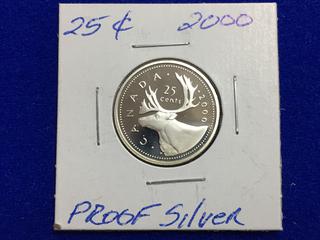 25¢ 2000
CANADA 2000
25
cents
PROOF Silver